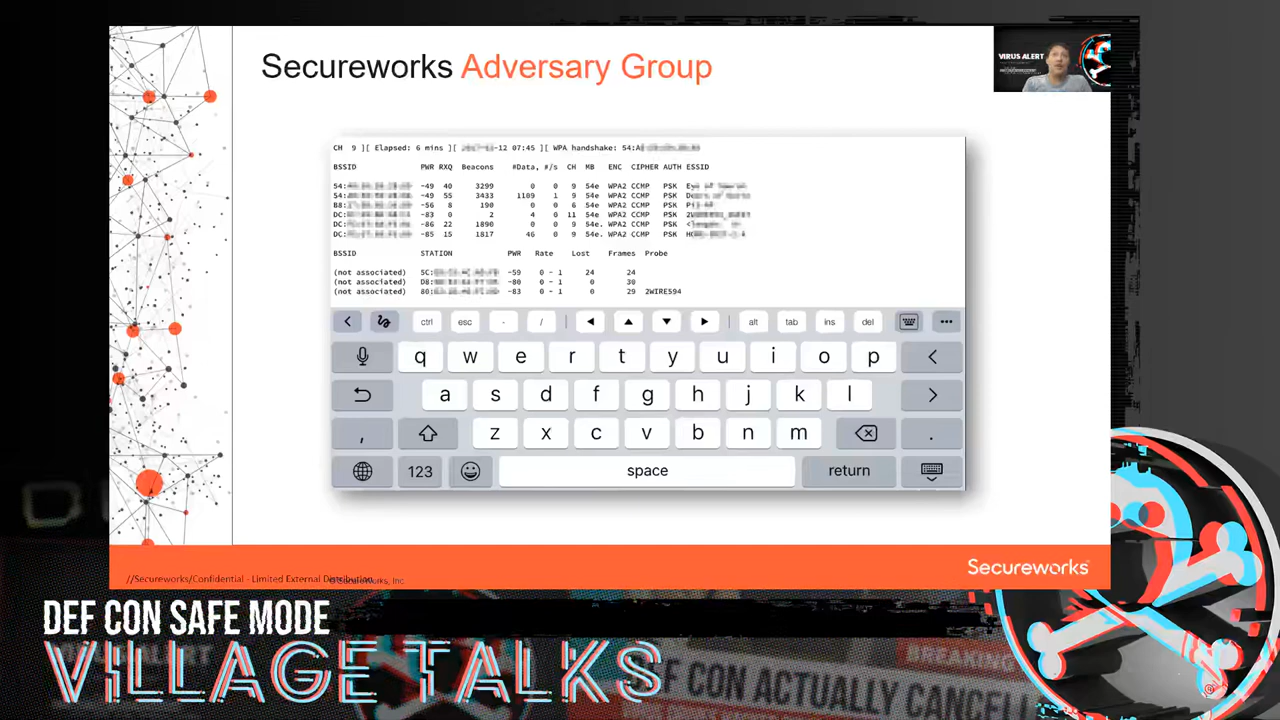 Secureworks Adversary Group
VIRUS ALERT
CH 9 ][ Elapsed: 6 mins ][ -12 07:45 ][ WPA handshake: 54:A
BSSID PWR RXQ Beacons #Data, #/s CH MB ENC CIPHER AUTH ESSID
54: -49 40 3299 0 0 9 54e WPA2 CCMP PSK
54: -49 55 3433 1109 1 9 54e WPA2 CCMP PSK
B8: -56 8 190 0 0 6 54e WPA2 CCMP PSK
DC: -83 0 2 4 0 11 54e WPA2 CCMP PSK
DC: -86 22 1890 0 0 9 54e. WPA2 CCMP PSK
DC: -85 15 1817 46 0 9 54e. WPA2 CCMP PSK
BSSID STATION PWR Rate Lost Frames Probe
(not associated) 5C: -59 0 - 1 24 24
(not associated) D8: -80 0 - 1 0 30
(not associated) 80: -83 0 - 1 0 29 2WIRE594
ctrl esc - / alt tab ins del
q w e r t y u i o p
a s d f g h j k l
, z x c v b n m .
123 space return
//Secureworks/Confidential - Limited External Distribution
© SecureWorks, Inc.
Secureworks
DEF CON SAFE MODE
VILLAGE TALKS
BREAKING
DEF CON ACTUALLY CANCEL